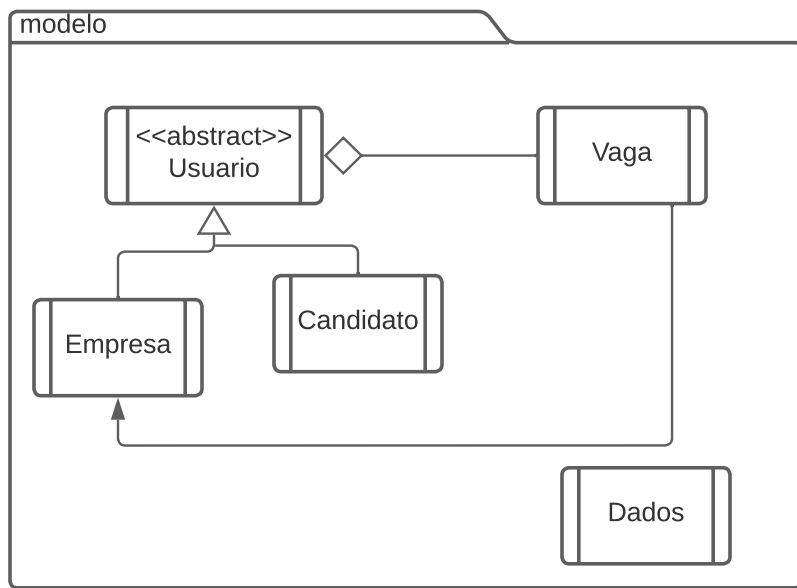 modelo
<<abstract>>
Usuario
Vaga
Empresa
Candidato
Dados